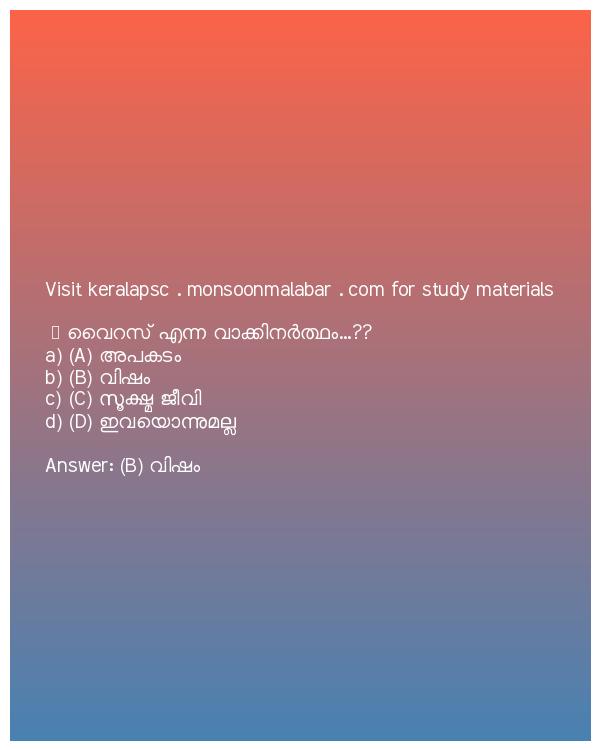 Visit keralapsc . monsoonmalabar . com for study materials
വൈറസ് എന്ന വാക്കിനർത്ഥം...??
a) (A) അപകടം
b) (B) വിഷം
c) (C) സൂക്ഷ്മ ജീവി
d) (D) ഇവയൊന്നുമല്ല
Answer: (B) വിഷം